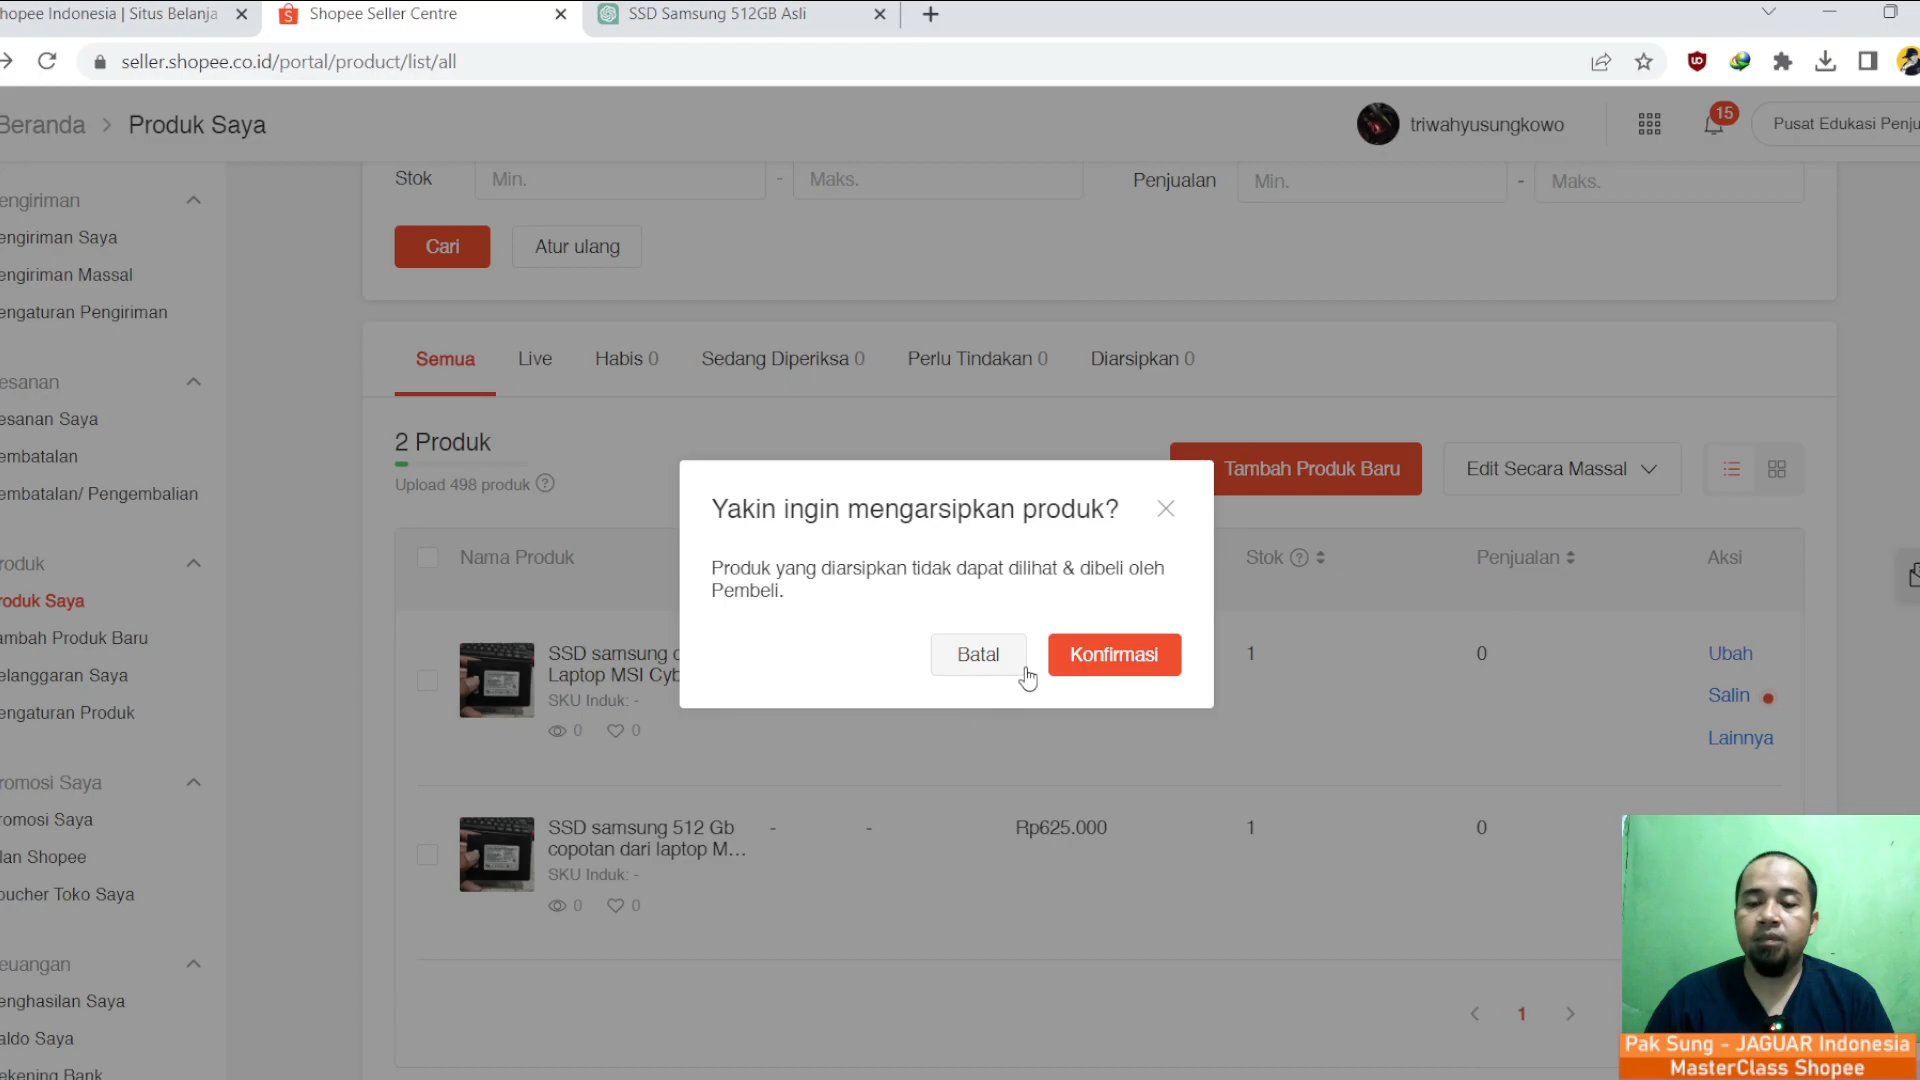 hopee Indonesia | Situs Belanja
Shopee Seller Centre
SSD Samsung 512GB Asli
seller.shopee.co.id/portal/product/list/all
Beranda > Produk Saya
triwahyusungkowo
15
Pusat Edukasi Penju
engiriman
engiriman Saya
engiriman Massal
engaturan Pengiriman
esanan
esanan Saya
embatalan
embatalan/ Pengembalian
roduk
roduk Saya
ambah Produk Baru
elanggaran Saya
engaturan Produk
romosi Saya
romosi Saya
lan Shopee
oucher Toko Saya
euangan
enghasilan Saya
aldo Saya
ekening Bank
Stok
Min. - Maks.
Penjualan
Min. - Maks.
Cari
Atur ulang
Semua
Live
Habis 0
Sedang Diperiksa 0
Perlu Tindakan 0
Diarsipkan 0
2 Produk
Upload 498 produk
Tambah Produk Baru
Edit Secara Massal
Nama Produk
Stok
Penjualan
Aksi
Yakin ingin mengarsipkan produk?
Produk yang diarsipkan tidak dapat dilihat & dibeli oleh
Pembeli.
Batal
Konfirmasi
SSD samsung
Laptop MSI Cyb
SKU Induk: -
0 0
1
0
Ubah
Salin
Lainnya
SSD samsung 512 Gb
copotan dari laptop M...
SKU Induk: -
0 0
- -
Rp625.000
1
0
1
Pak Sung - JAGUAR Indonesia
MasterClass Shopee